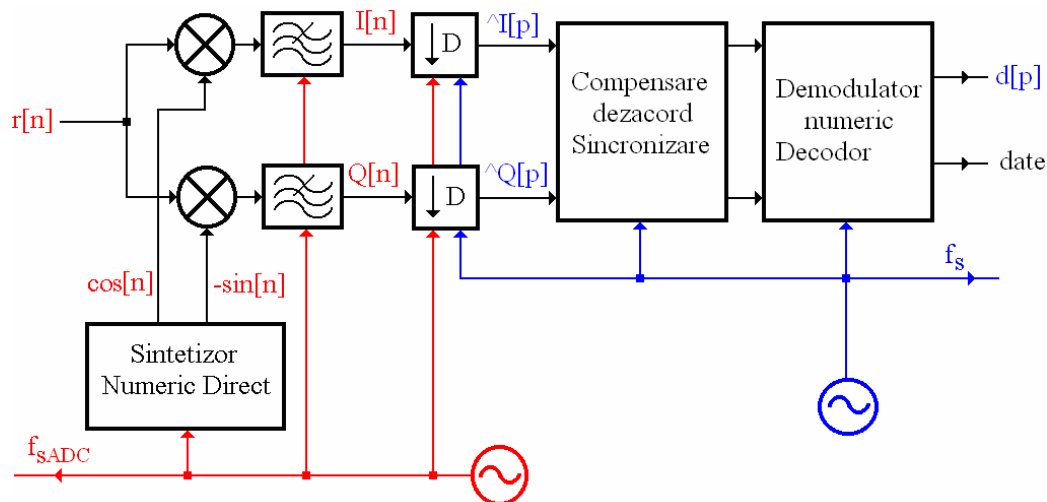 I[n]
↓ D
^I[p]
r[n]
Compensare
dezacord
Sincronizare
Demodulator
numeric
Decodor
d[p]
date
Q[n]
↓ D
^Q[p]
cos[n]
-sin[n]
fs
Sintetizor
Numeric Direct
fsADC